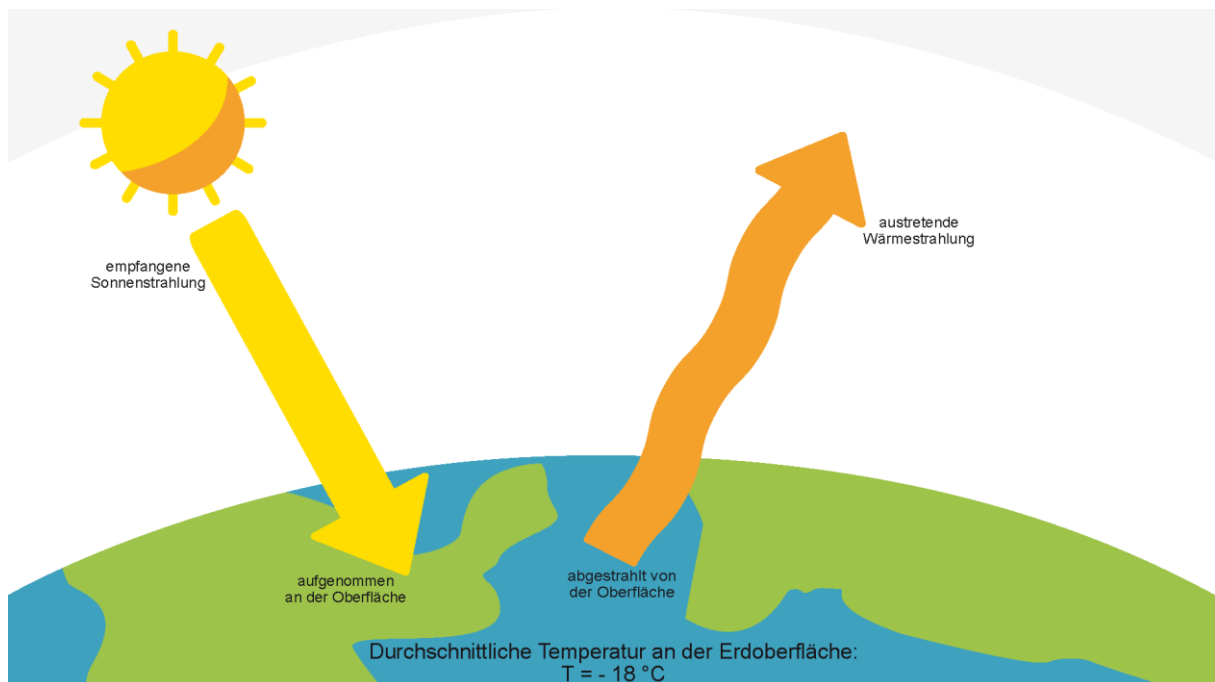 empfangene
Sonnenstrahlung
austretende
Wärmestrahlung
aufgenommen
an der Oberfläche
abgestrahlt von
der Oberfläche
Durchschnittliche Temperatur an der Erdoberfläche:
T = - 18 °C